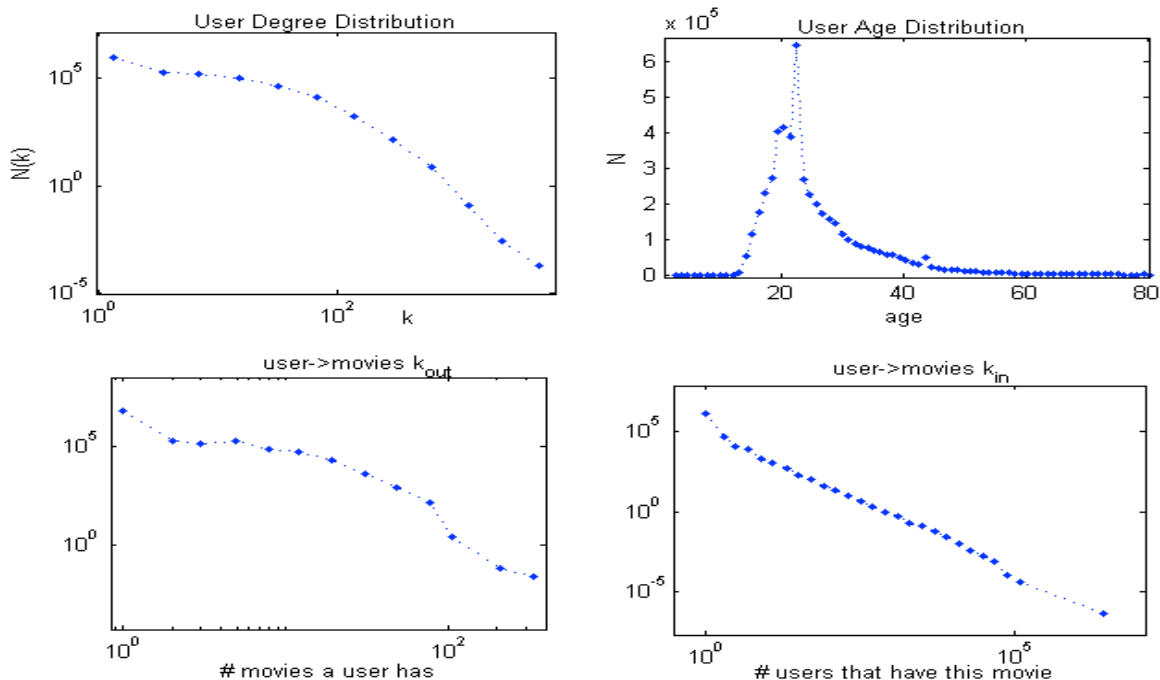 User Degree Distribution
N(k)
10^5
10^0
10^-5
10^0
10^2
k
x 10^5
User Age Distribution
N
6
5
4
3
2
1
0
20
40
60
80
age
user->movies k_out
10^5
10^0
10^0
10^2
# movies a user has
user->movies k_in
10^5
10^0
10^-5
10^0
10^5
# users that have this movie